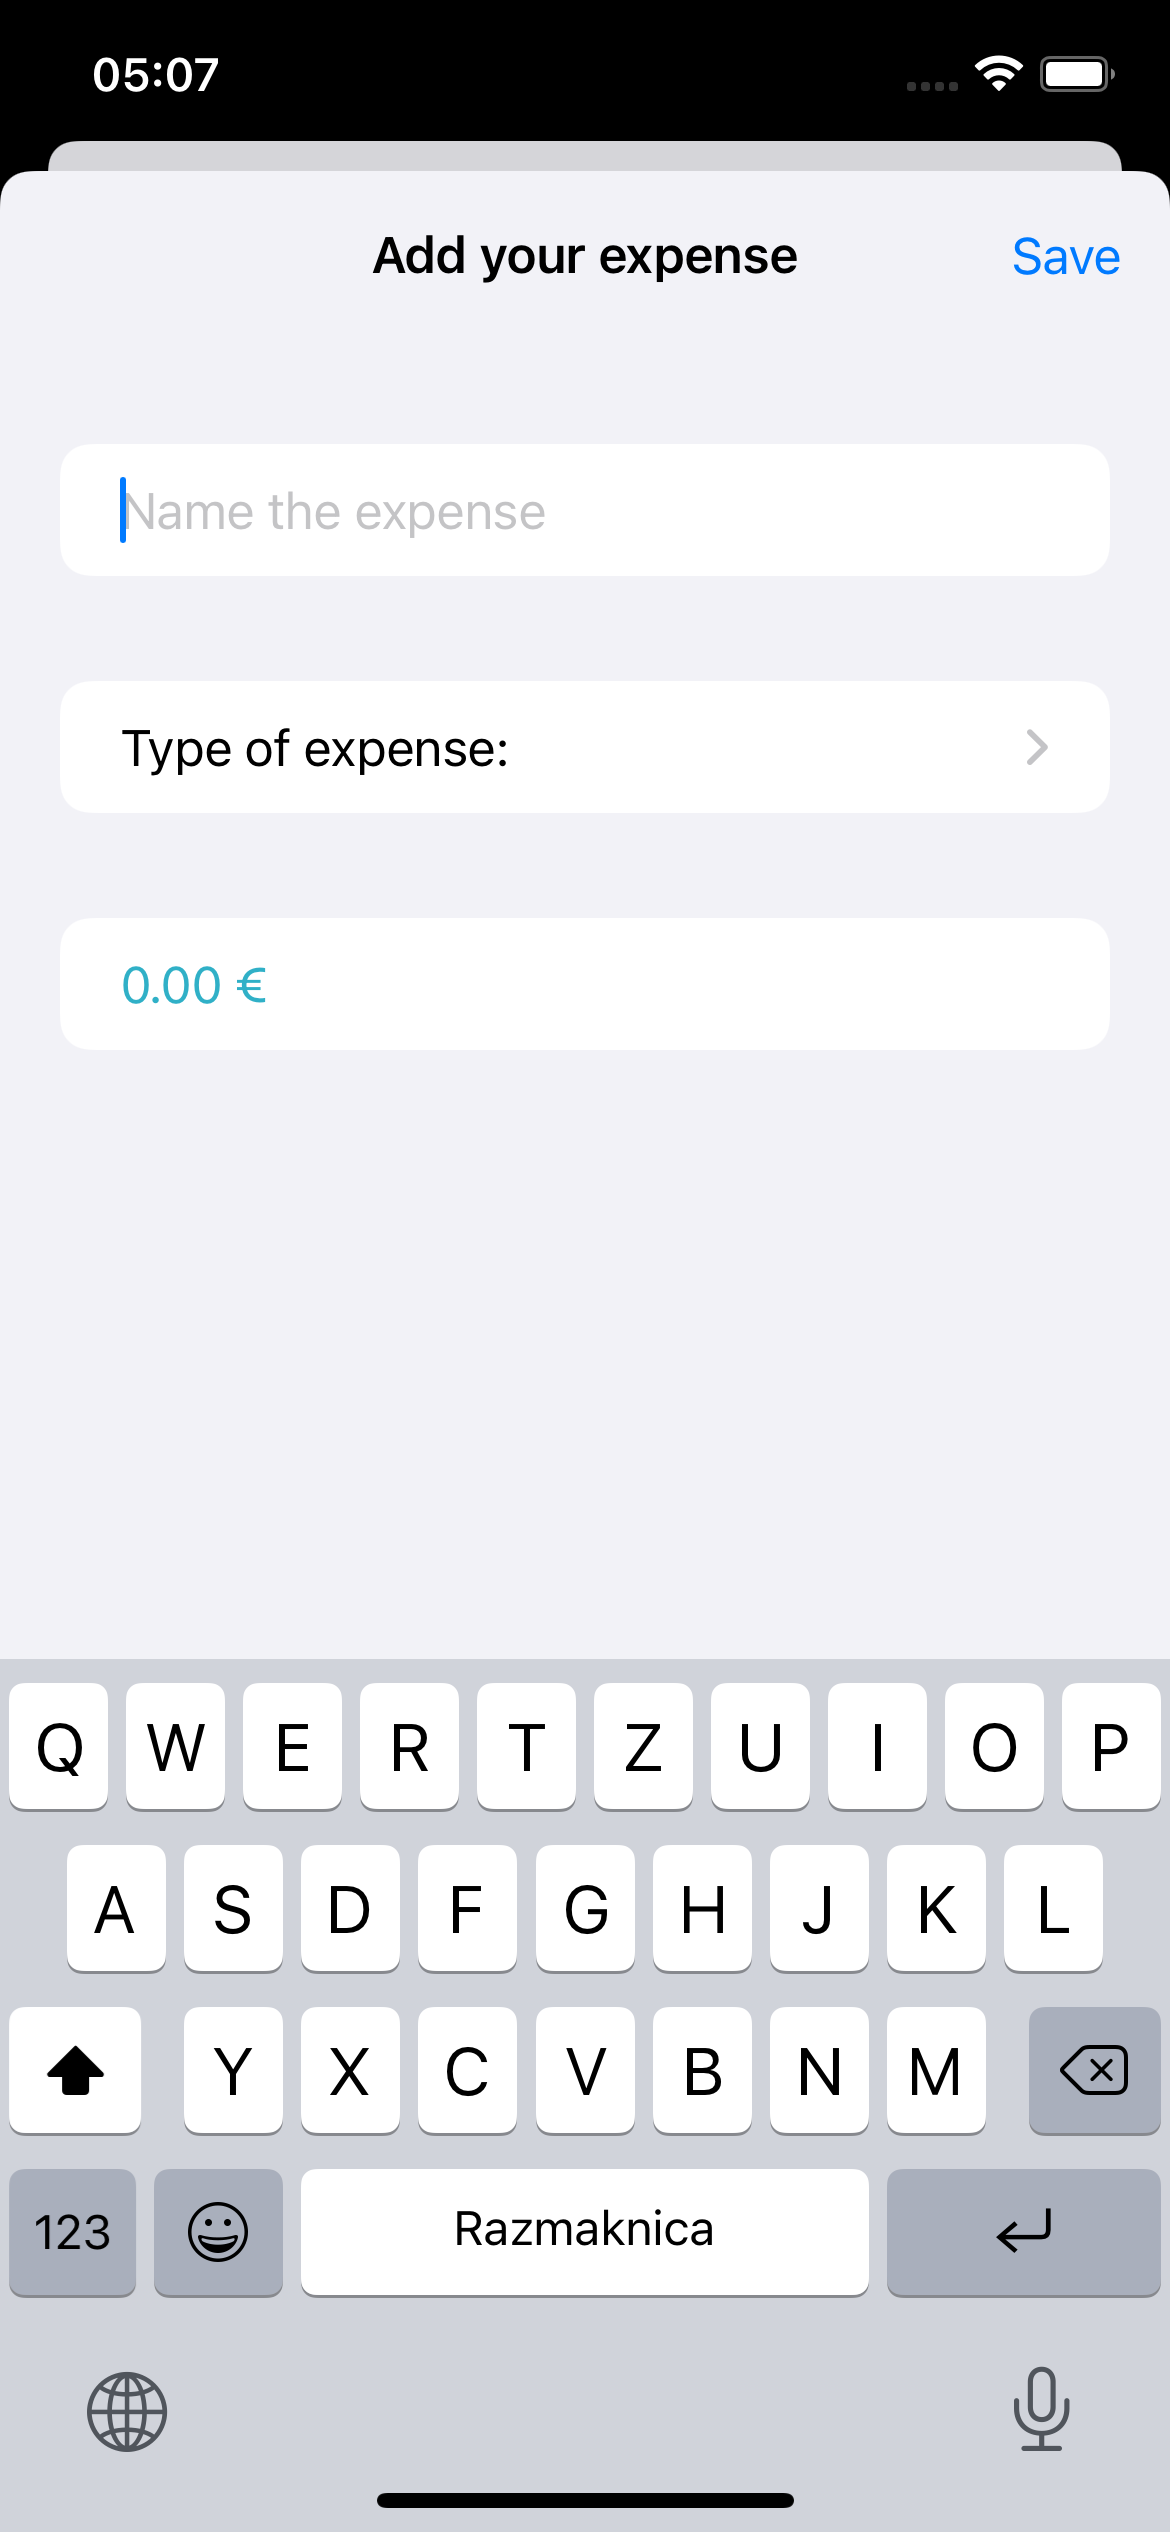 05:07
Add your expense
Save
Name the expense
Type of expense:
0.00 €
Q W E R T Z U I O P
A S D F G H J K L
Y X C V B N M
123 Razmaknica